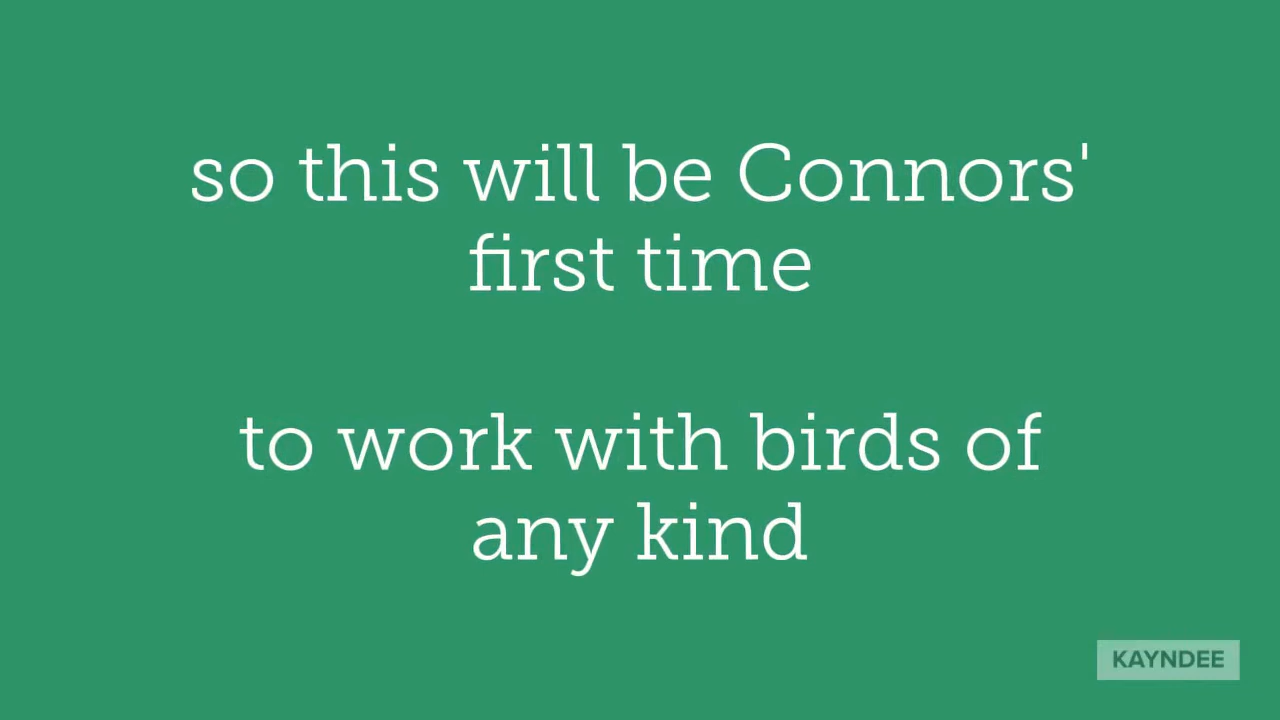 so this will be Connors'
first time
to work with birds of
any kind
KAYNDEE